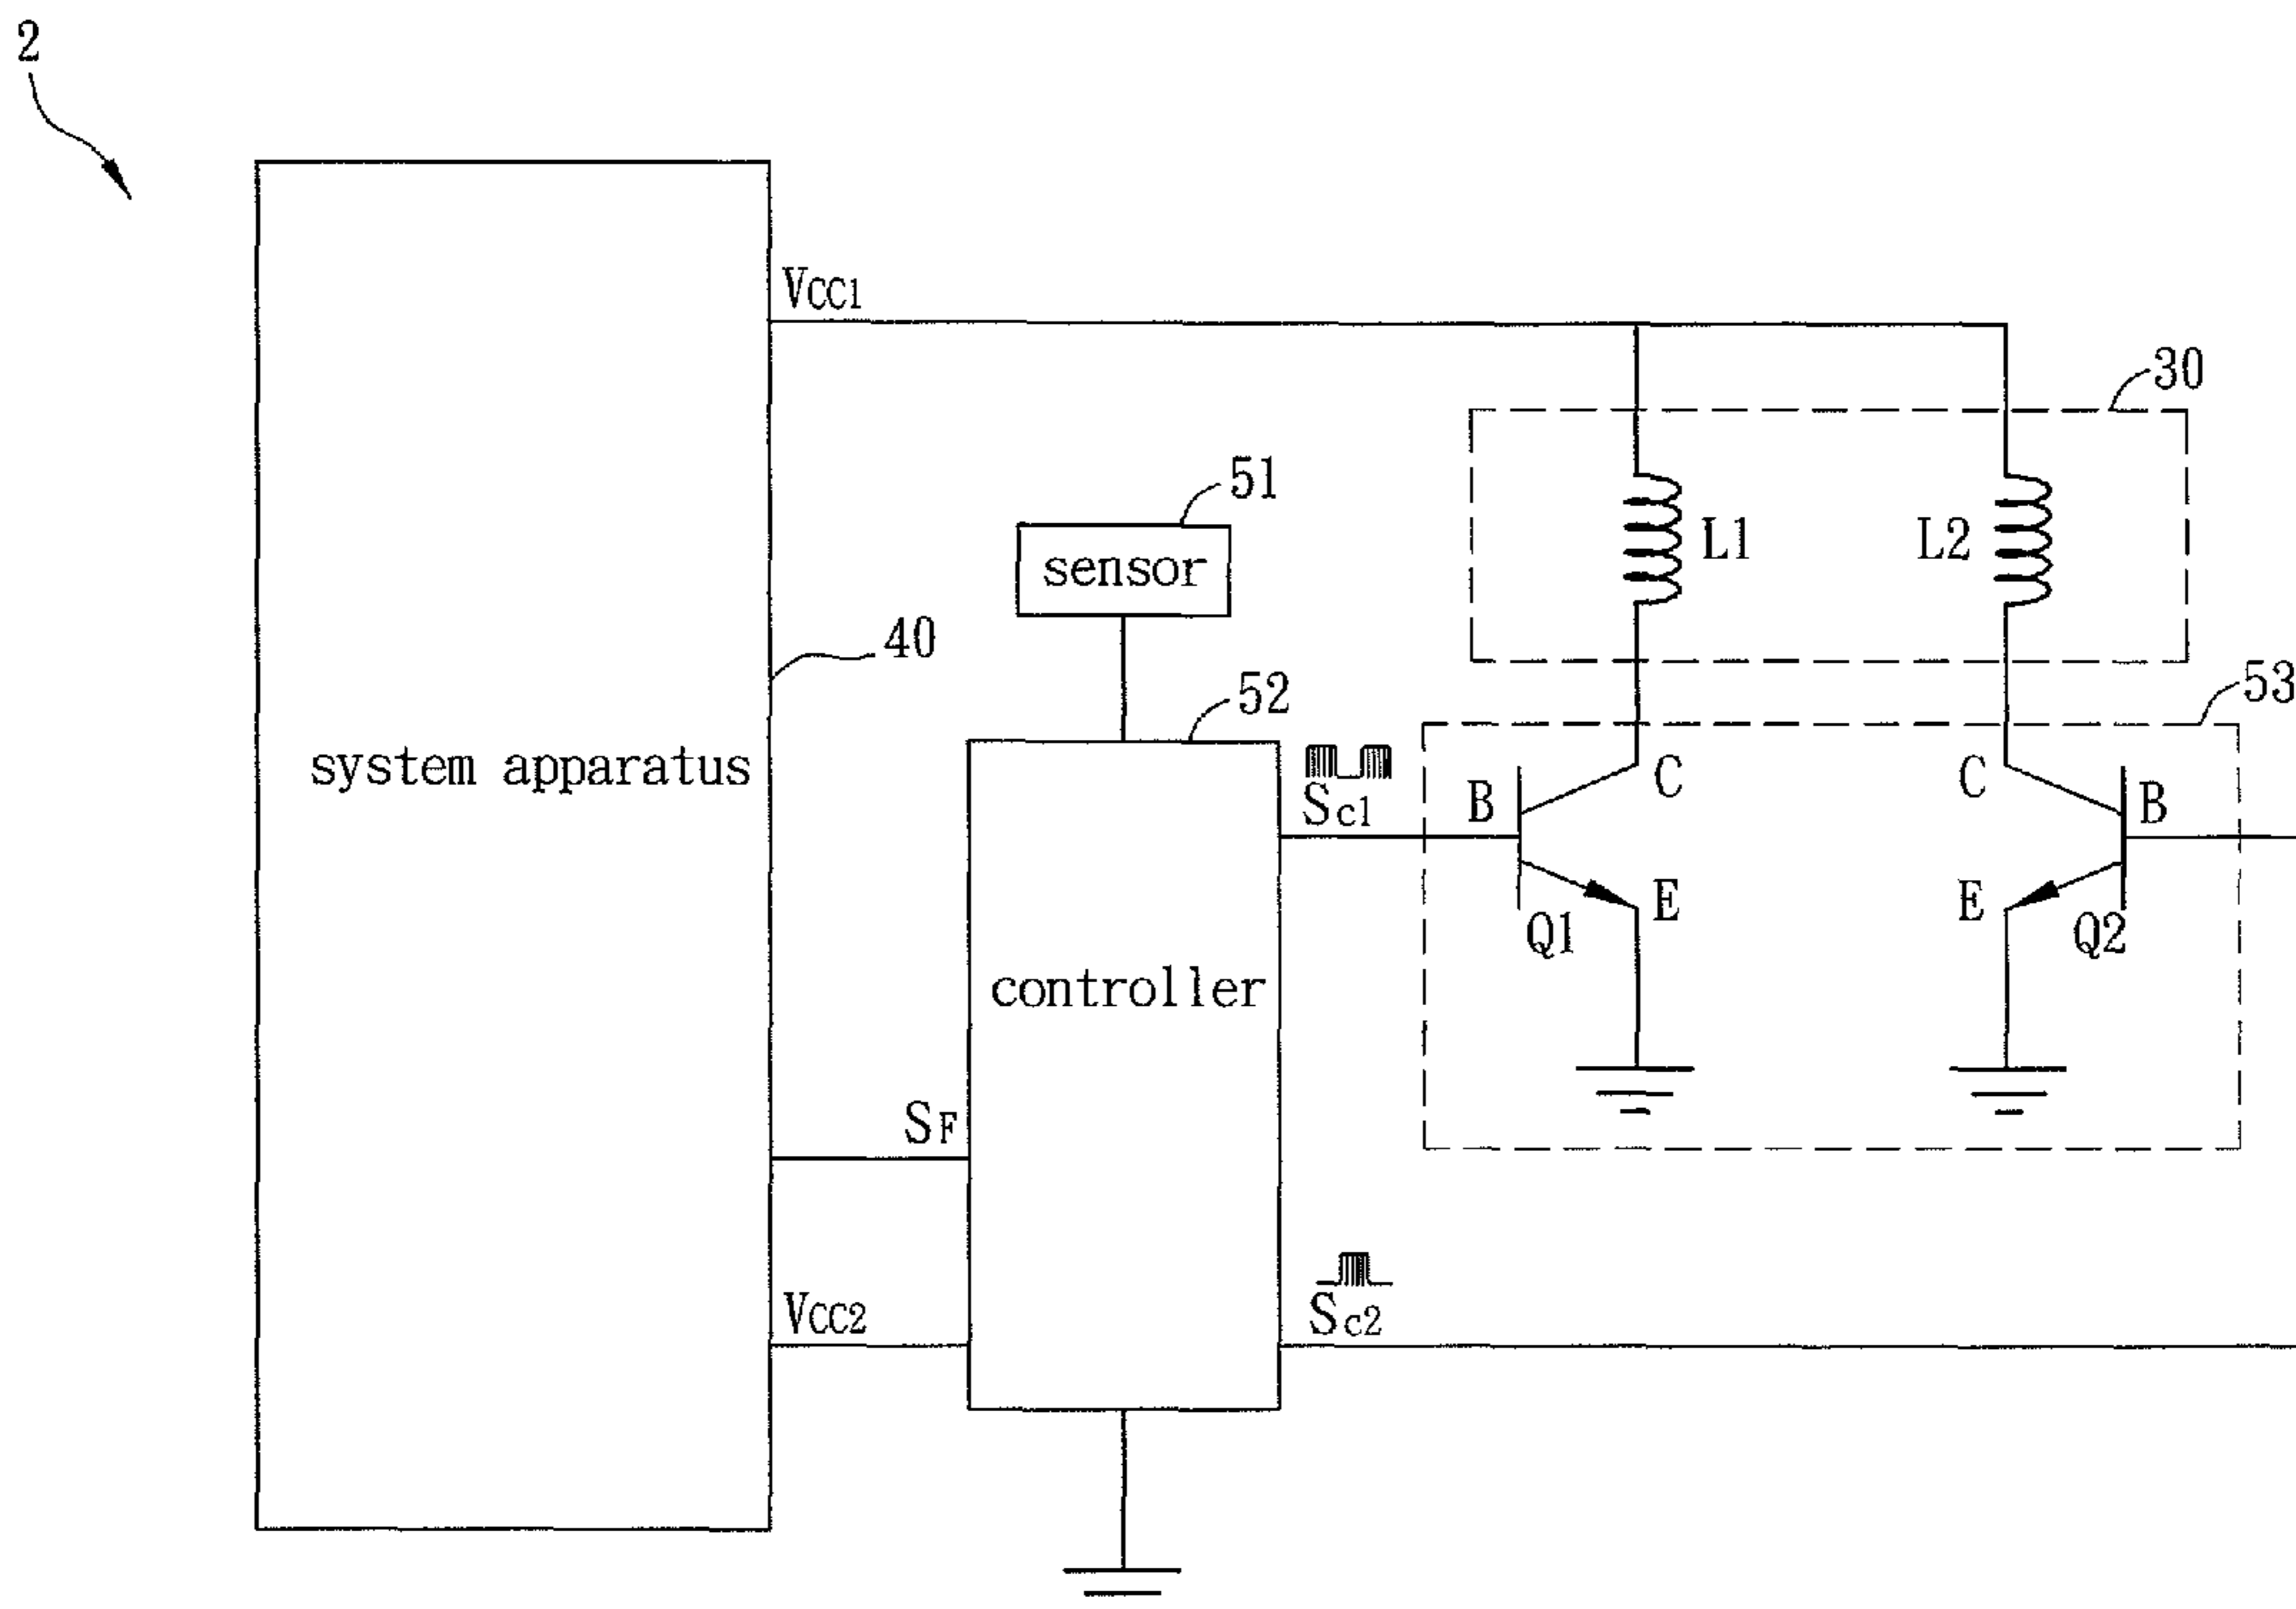 2
VCC1
30
51
sensor
L1
L2
40
52
53
system apparatus
Sc1
B
C
C
B
E
E
Q1
Q2
controller
SF
VCC2
Sc2